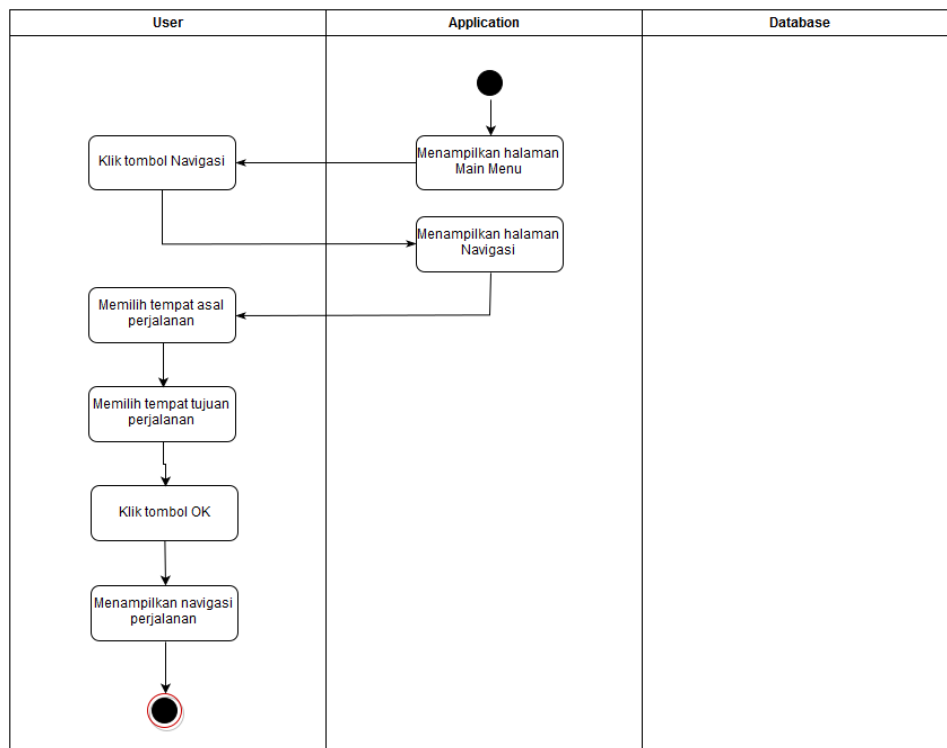 User
Application
Database
Menampilkan halaman
Main Menu
Klik tombol Navigasi
Menampilkan halaman
Navigasi
Memilih tempat asal
perjalanan
Memilih tempat tujuan
perjalanan
Klik tombol OK
Menampilkan navigasi
perjalanan